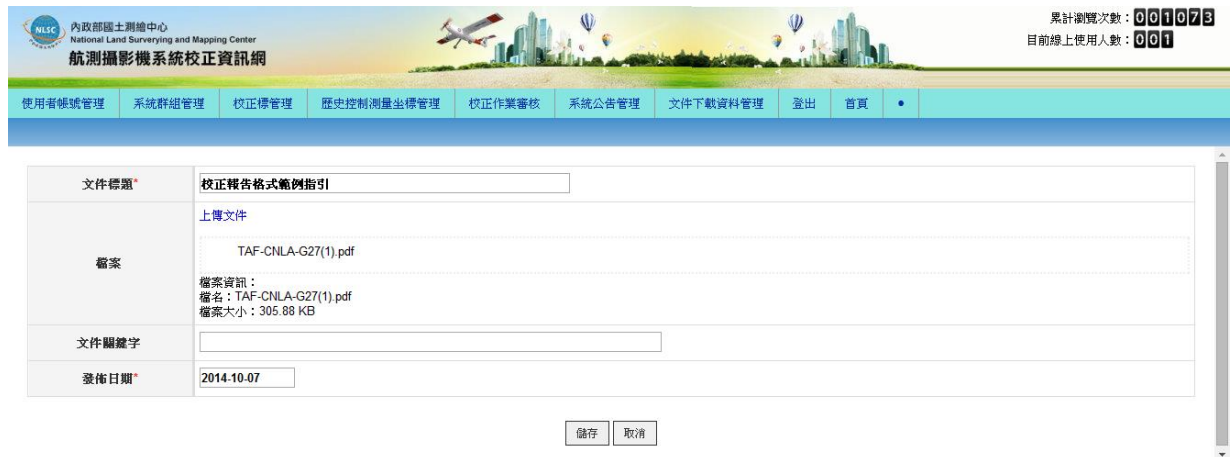 NLSC
內政部國土測繪中心
National Land Surverying and Mapping Center
航測攝影機系統校正資訊網
累計瀏覽次數：001073
目前線上使用人數：001
使用者帳號管理 系統群組管理 校正標管理 歷史控制測量坐標管理 校正作業審核 系統公告管理 文件下載資料管理 登出 首頁 •
文件標題* 校正報告格式範例指引
上傳文件
檔案
TAF-CNLA-G27(1).pdf
檔案資訊：
檔名：TAF-CNLA-G27(1).pdf
檔案大小：305.88 KB
文件關鍵字
發佈日期* 2014-10-07
儲存 取消